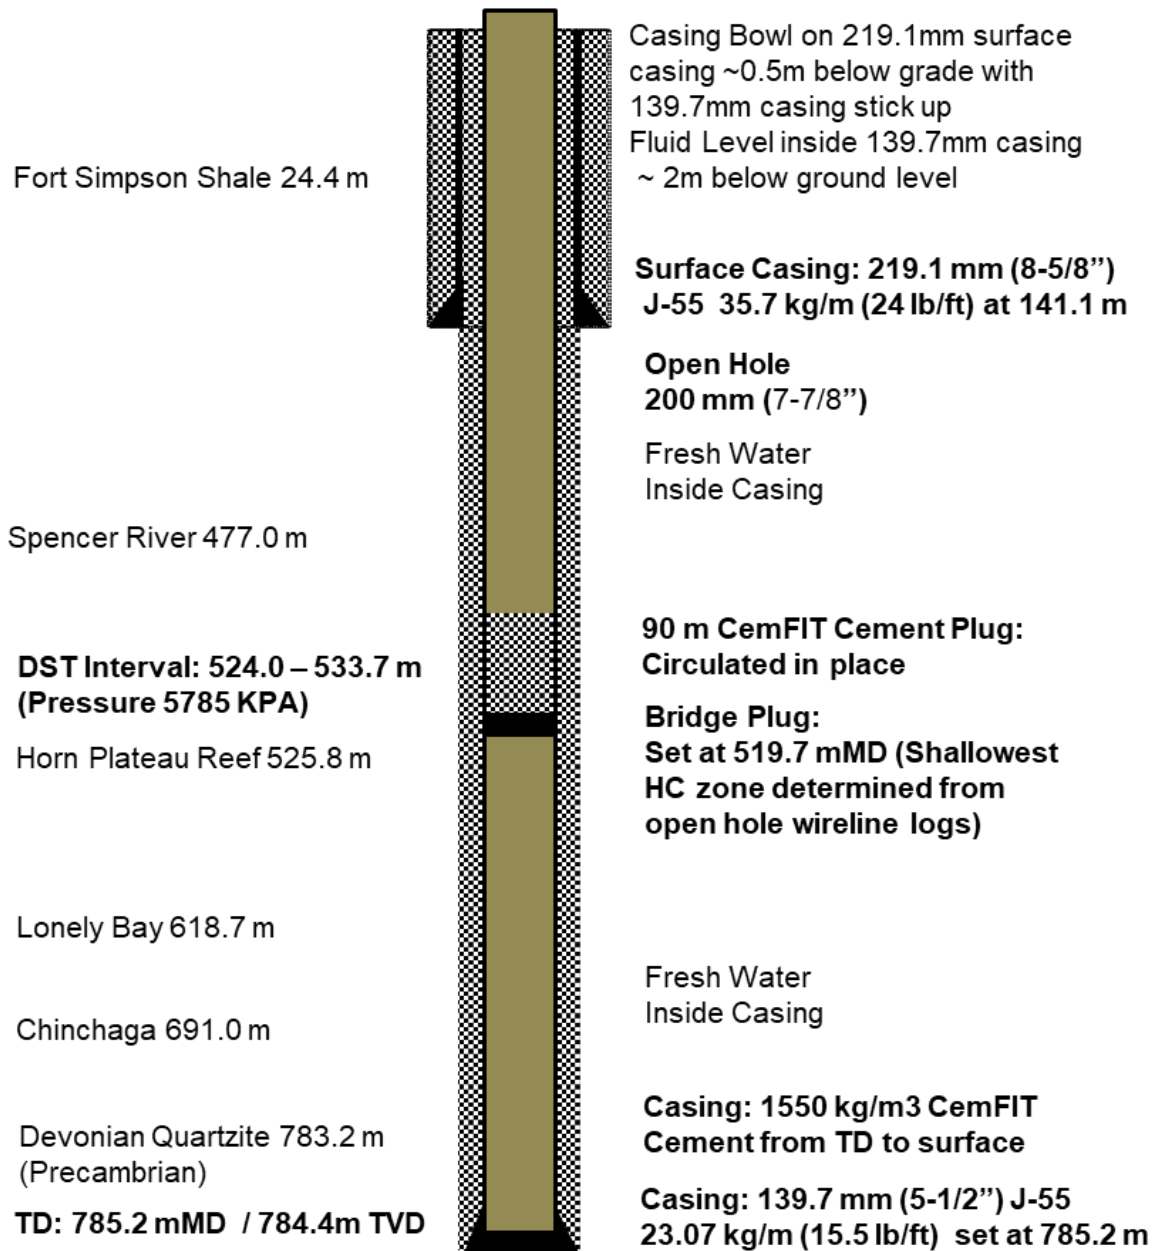 Casing Bowl on 219.1mm surface
casing ~0.5m below grade with
139.7mm casing stick up
Fluid Level inside 139.7mm casing
~ 2m below ground level
Fort Simpson Shale 24.4 m
Surface Casing: 219.1 mm (8-5/8”)
J-55 35.7 kg/m (24 lb/ft) at 141.1 m
Open Hole
200 mm (7-7/8”)
Fresh Water
Inside Casing
Spencer River 477.0 m
90 m CemFIT Cement Plug:
Circulated in place
DST Interval: 524.0 – 533.7 m
(Pressure 5785 KPA)
Bridge Plug:
Set at 519.7 mMD (Shallowest
HC zone determined from
open hole wireline logs)
Horn Plateau Reef 525.8 m
Lonely Bay 618.7 m
Fresh Water
Inside Casing
Chinchaga 691.0 m
Casing: 1550 kg/m3 CemFIT
Cement from TD to surface
Devonian Quartzite 783.2 m
(Precambrian)
Casing: 139.7 mm (5-1/2”) J-55
23.07 kg/m (15.5 lb/ft) set at 785.2 m
TD: 785.2 mMD / 784.4m TVD